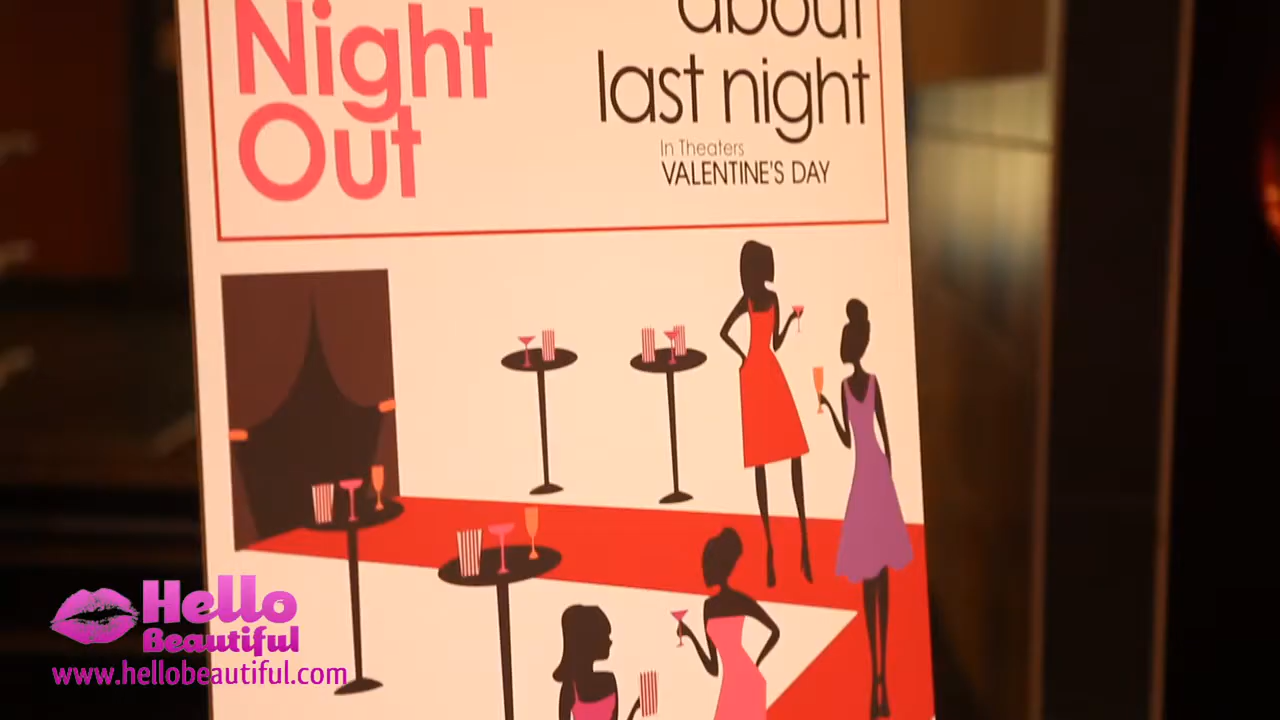 Night
Out
about
last night
In Theaters
VALENTINE'S DAY
Hello
Beautiful
www.hellobeautiful.com